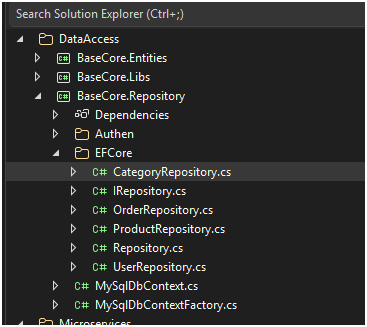 Search Solution Explorer (Ctrl+;)
DataAccess
C# BaseCore.Entities
C# BaseCore.Libs
C# BaseCore.Repository
Dependencies
Authen
EFCore
C# CategoryRepository.cs
C# IRepository.cs
C# OrderRepository.cs
C# ProductRepository.cs
C# Repository.cs
C# UserRepository.cs
C# MySqlDbContext.cs
C# MySqlDbContextFactory.cs
Microservices